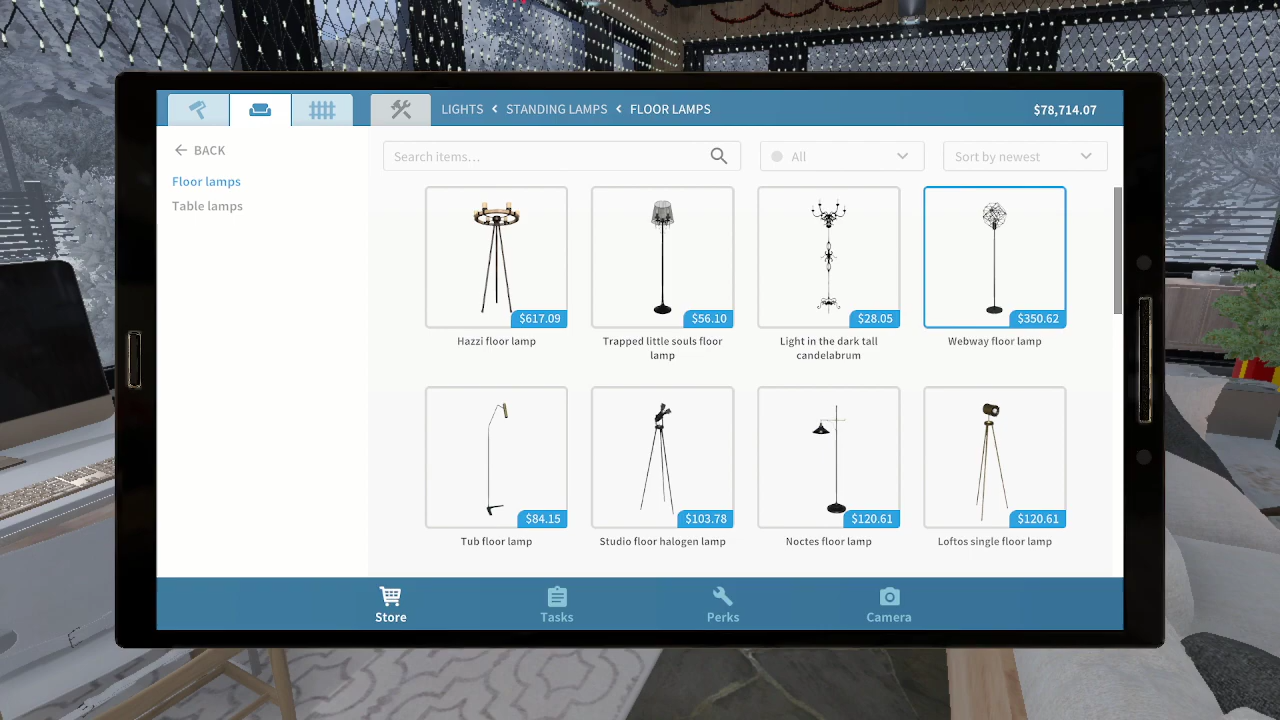 LIGHTS < STANDING LAMPS < FLOOR LAMPS
$78,714.07
BACK
Floor lamps
Table lamps
Search items...
All
Sort by newest
$617.09
$56.10
$28.05
$350.62
Hazzi floor lamp
Trapped little souls floor
lamp
Light in the dark tall
candelabrum
Webway floor lamp
$84.15
$103.78
$120.61
$120.61
Tub floor lamp
Studio floor halogen lamp
Noctes floor lamp
Loftos single floor lamp
Store
Tasks
Perks
Camera